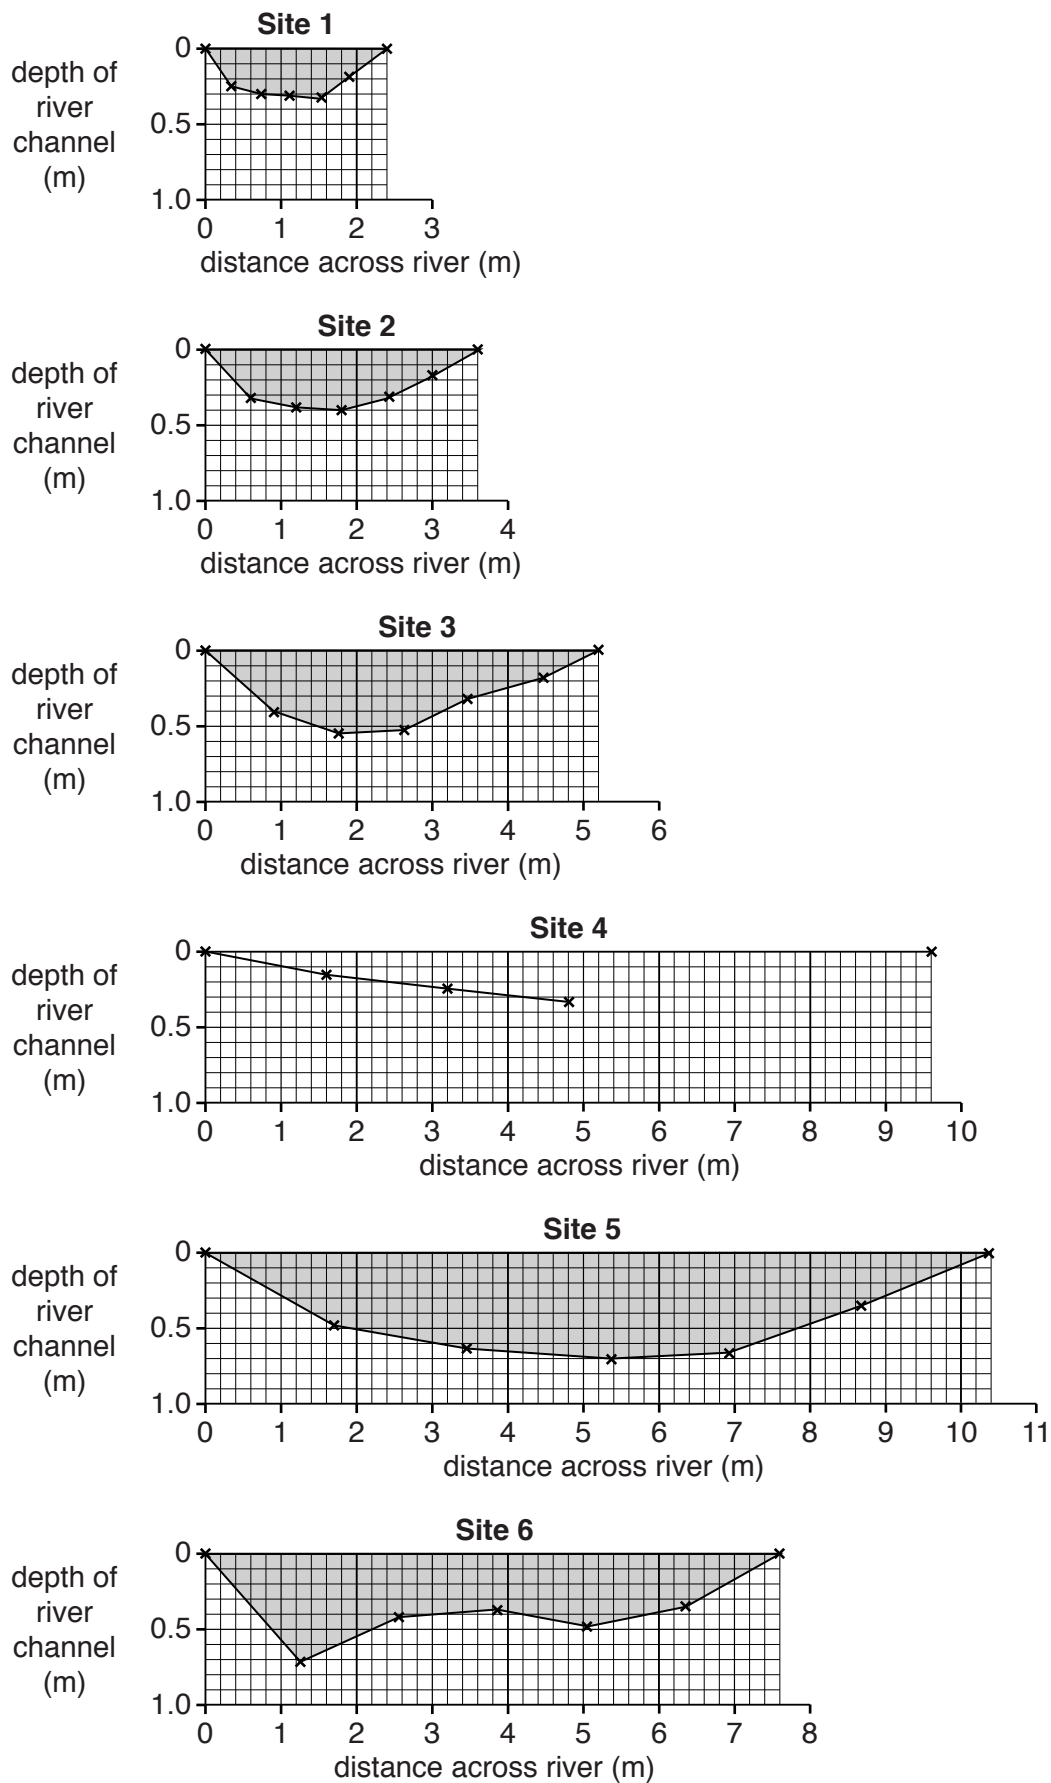 Site 1
depth of
river
channel
(m)
0
0.5
1.0
0 1 2 3
distance across river (m)
Site 2
depth of
river
channel
(m)
0
0.5
1.0
0 1 2 3 4
distance across river (m)
Site 3
depth of
river
channel
(m)
0
0.5
1.0
0 1 2 3 4 5 6
distance across river (m)
Site 4
depth of
river
channel
(m)
0
0.5
1.0
0 1 2 3 4 5 6 7 8 9 10
distance across river (m)
Site 5
depth of
river
channel
(m)
0
0.5
1.0
0 1 2 3 4 5 6 7 8 9 10 11
distance across river (m)
Site 6
depth of
river
channel
(m)
0
0.5
1.0
0 1 2 3 4 5 6 7 8
distance across river (m)